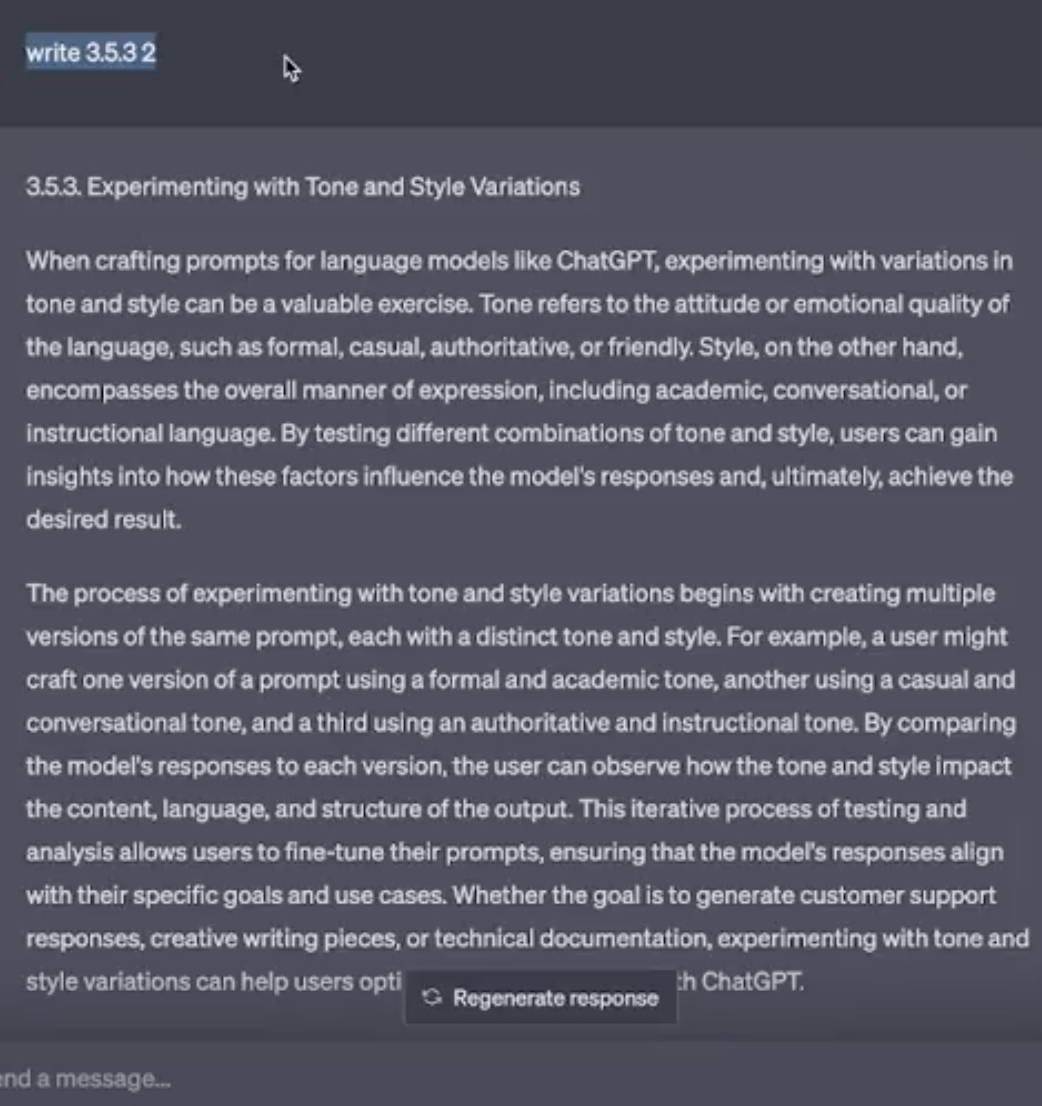 write 3.5.3 2
3.5.3. Experimenting with Tone and Style Variations
When crafting prompts for language models like ChatGPT, experimenting with variations in
tone and style can be a valuable exercise. Tone refers to the attitude or emotional quality of
the language, such as formal, casual, authoritative, or friendly. Style, on the other hand,
encompasses the overall manner of expression, including academic, conversational, or
instructional language. By testing different combinations of tone and style, users can gain
insights into how these factors influence the model's responses and, ultimately, achieve the
desired result.
The process of experimenting with tone and style variations begins with creating multiple
versions of the same prompt, each with a distinct tone and style. For example, a user might
craft one version of a prompt using a formal and academic tone, another using a casual and
conversational tone, and a third using an authoritative and instructional tone. By comparing
the model's responses to each version, the user can observe how the tone and style impact
the content, language, and structure of the output. This iterative process of testing and
analysis allows users to fine-tune their prompts, ensuring that the model's responses align
with their specific goals and use cases. Whether the goal is to generate customer support
responses, creative writing pieces, or technical documentation, experimenting with tone and
style variations can help users opti h ChatGPT.
Regenerate response
end a message...